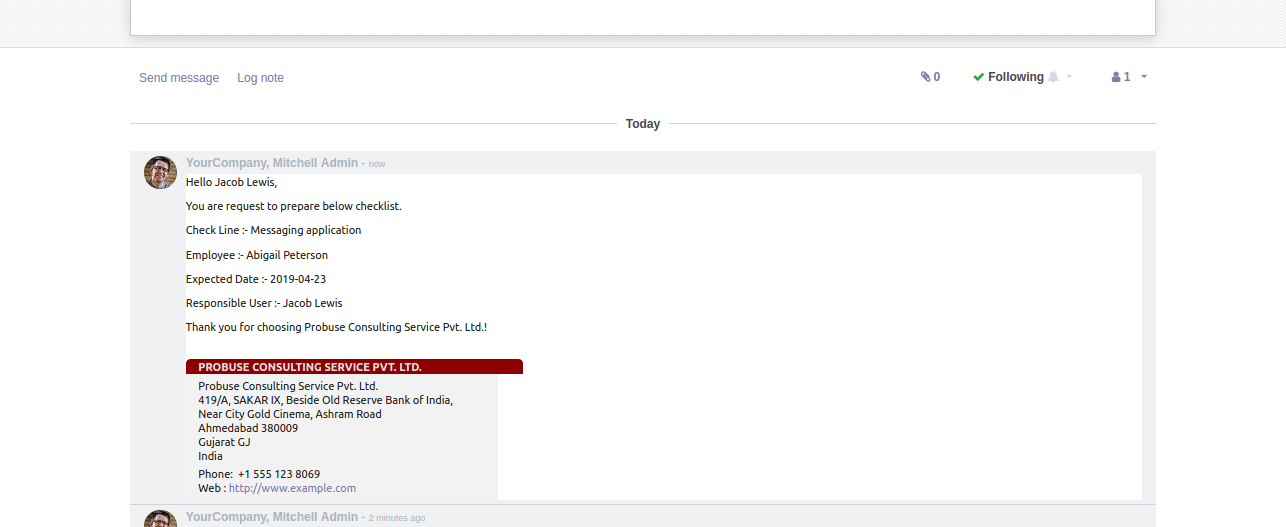 Send message Log note 0 Following 1
Today
YourCompany, Mitchell Admin - now
Hello Jacob Lewis,
You are request to prepare below checklist.
Check Line :- Messaging application
Employee :- Abigail Peterson
Expected Date :- 2019-04-23
Responsible User :- Jacob Lewis
Thank you for choosing Probuse Consulting Service Pvt. Ltd.!
PROBUSE CONSULTING SERVICE PVT. LTD.
Probuse Consulting Service Pvt. Ltd.
419/A, SAKAR IX, Beside Old Reserve Bank of India,
Near City Gold Cinema, Ashram Road
Ahmedabad 380009
Gujarat GJ
India
Phone: +1 555 123 8069
Web : http://www.example.com
YourCompany, Mitchell Admin - 2 minutes ago